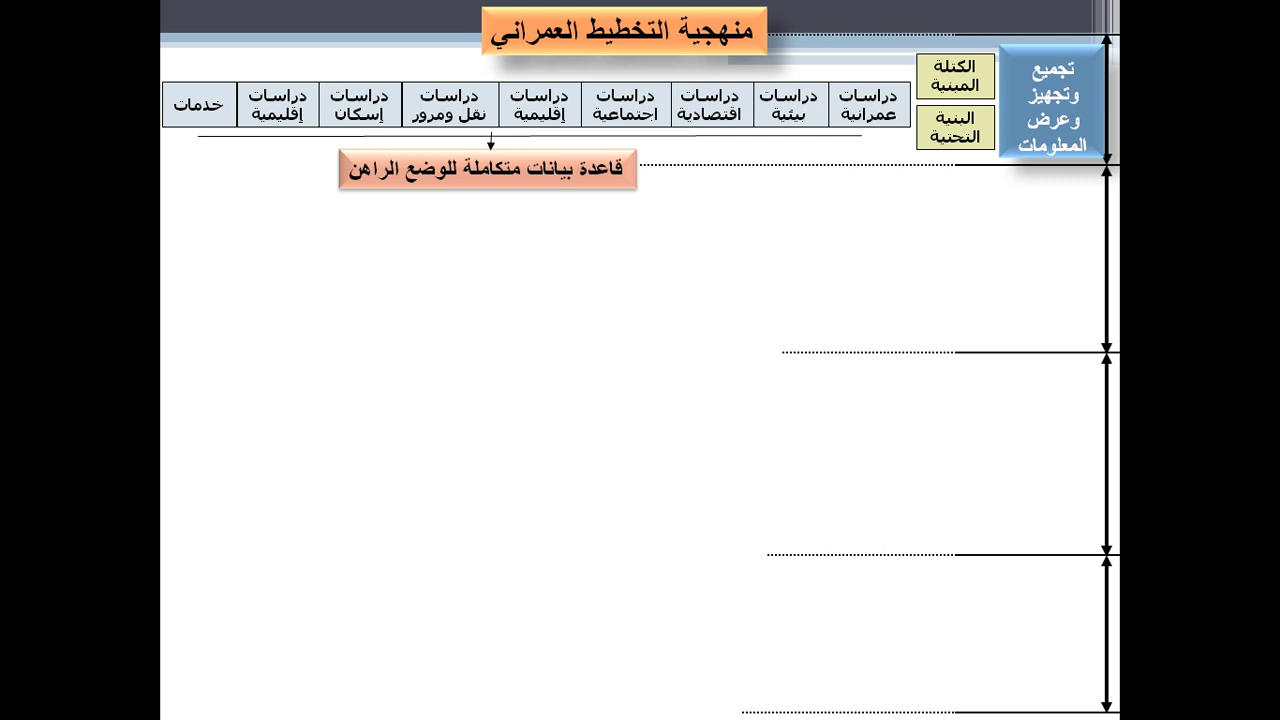 منهجية التخطيط العمراني
تجميع
وتجهيز
وعرض
المعلومات
الكتلة
المبنية
البنية
التحتية
دراسات
عمرانية
دراسات
بيئية
دراسات
اقتصادية
دراسات
اجتماعية
دراسات
إقليمية
دراسات
نقل ومرور
دراسات
إسكان
دراسات
إقليمية
خدمات
قاعدة بيانات متكاملة للوضع الراهن